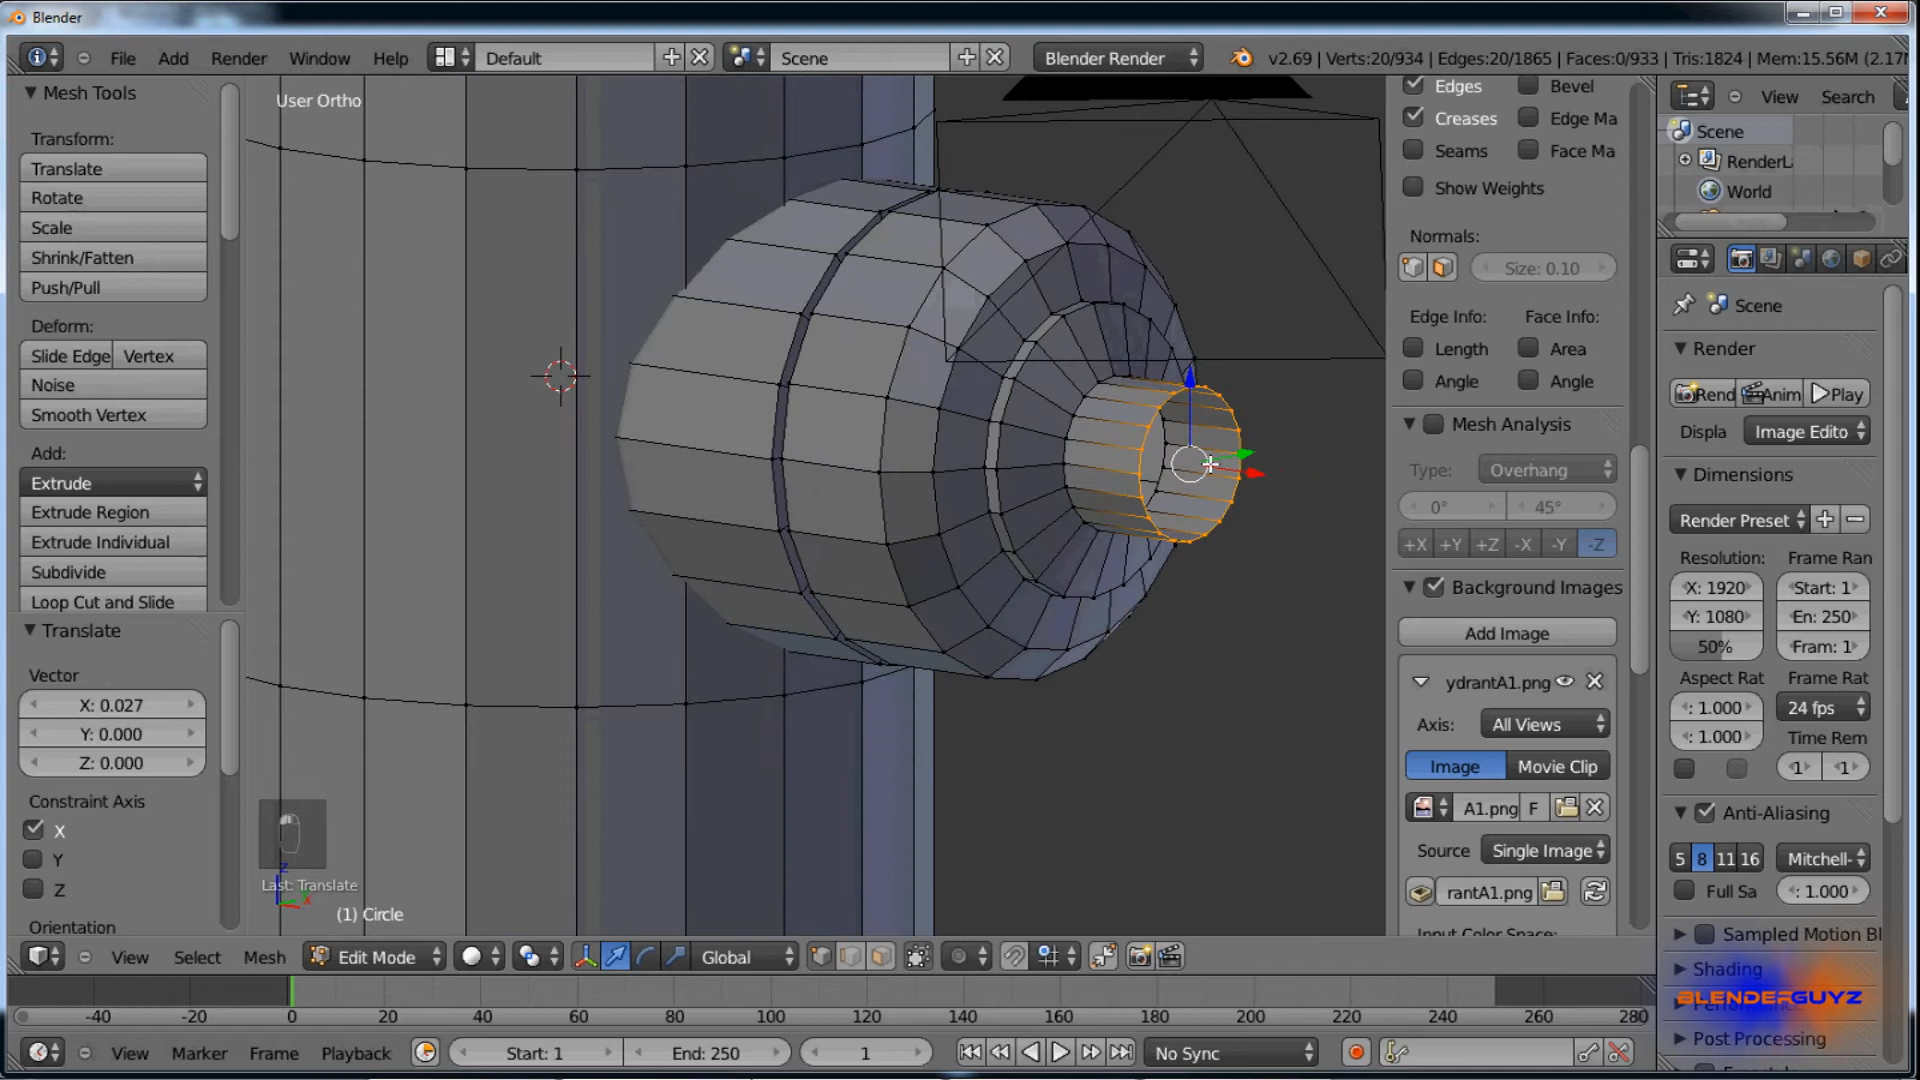 Blender
File Add Render Window Help Default Scene Blender Render v2.69 | Verts:20/934 | Edges:20/1865 | Faces:0/933 | Tris:1824 | Mem:15.56M (2.17
Mesh Tools
Transform:
Translate
Rotate
Scale
Shrink/Fatten
Push/Pull
Deform:
Slide Edge Vertex
Noise
Smooth Vertex
Add:
Extrude
Extrude Region
Extrude Individual
Subdivide
Loop Cut and Slide
Translate
Vector
X: 0.027
Y: 0.000
Z: 0.000
Constraint Axis
X
Y
Z
Orientation
User Ortho
Last: Translate
(1) Circle
Edges Bevel
Creases Edge Ma
Seams Face Ma
Show Weights
Normals:
Size: 0.10
Edge Info: Face Info:
Length Area
Angle Angle
Mesh Analysis
Type: Overhang
0° 45°
+X +Y +Z -X -Y -Z
Background Images
Add Image
ydrantA1.png
Axis: All Views
Image Movie Clip
A1.png F
Source Single Image
rantA1.png
Input Color Space:
View Search
Scene
RenderL
World
Scene
Render
Rend Anim Play
Displa Image Edito
Dimensions
Render Preset
Resolution: Frame Ran
X: 1920 Start: 1
Y: 1080 En: 250
50% Fram: 1
Aspect Rat Frame Rat
: 1.000 24 fps
: 1.000 Time Rem
1 1
Anti-Aliasing
5 8 11 16 Mitchell-
Full Sa : 1.000
Sampled Motion Bl
Shading
BLENDERGUYZ
Post Processing
View Select Mesh Edit Mode Global
-40 -20 0 20 40 60 80 100 120 140 160 180 200 220 240 260 280
View Marker Frame Playback Start: 1 End: 250 1 No Sync